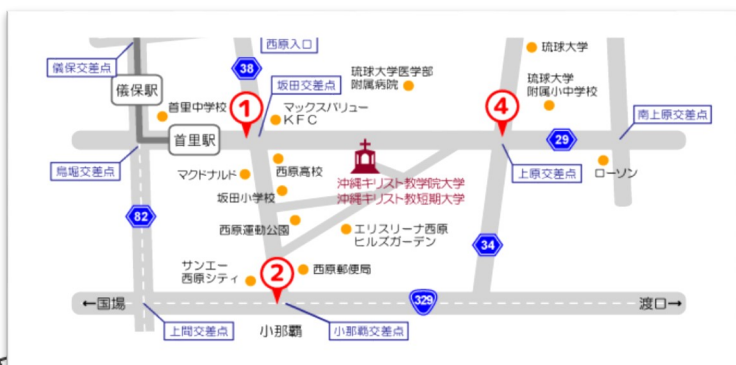 西原入口
琉球大学
儀保交差点
38
坂田交差点
琉球大学医学部
附属病院
琉球大学
附属小中学校
儀保駅
首里中学校
1
マックスバリュー
KFC
4
南上原交差点
首里駅
29
鳥堀交差点
マクドナルド
西原高校
沖縄キリスト教学院大学
沖縄キリスト教短期大学
上原交差点
ローソン
坂田小学校
82
西原運動公園
エリスリーナ西原
ヒルズガーデン
34
サンエー
西原シティ
2
西原郵便局
←国場
329
渡口→
上間交差点
小那覇
小那覇交差点